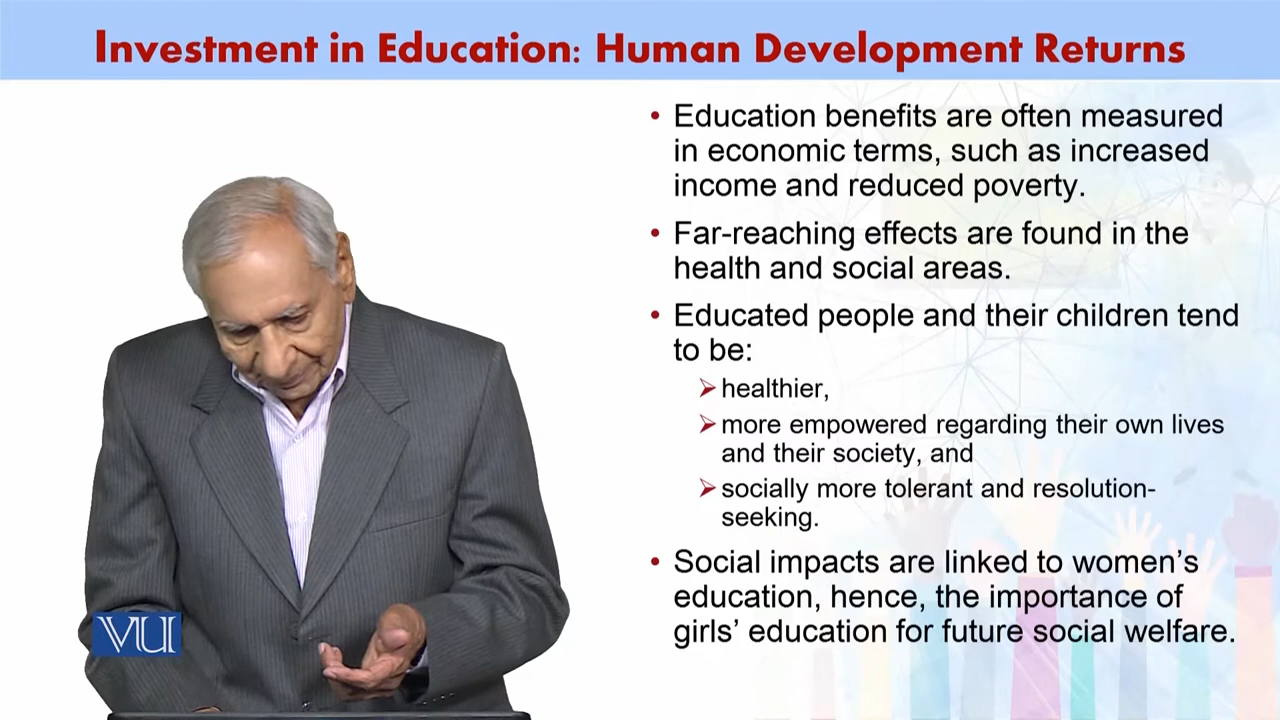 Investment in Education: Human Development Returns
• Education benefits are often measured
in economic terms, such as increased
income and reduced poverty.
• Far-reaching effects are found in the
health and social areas.
• Educated people and their children tend
to be:
➢ healthier,
➢ more empowered regarding their own lives
and their society, and
➢ socially more tolerant and resolution-
seeking.
• Social impacts are linked to women’s
education, hence, the importance of
girls’ education for future social welfare.
VU